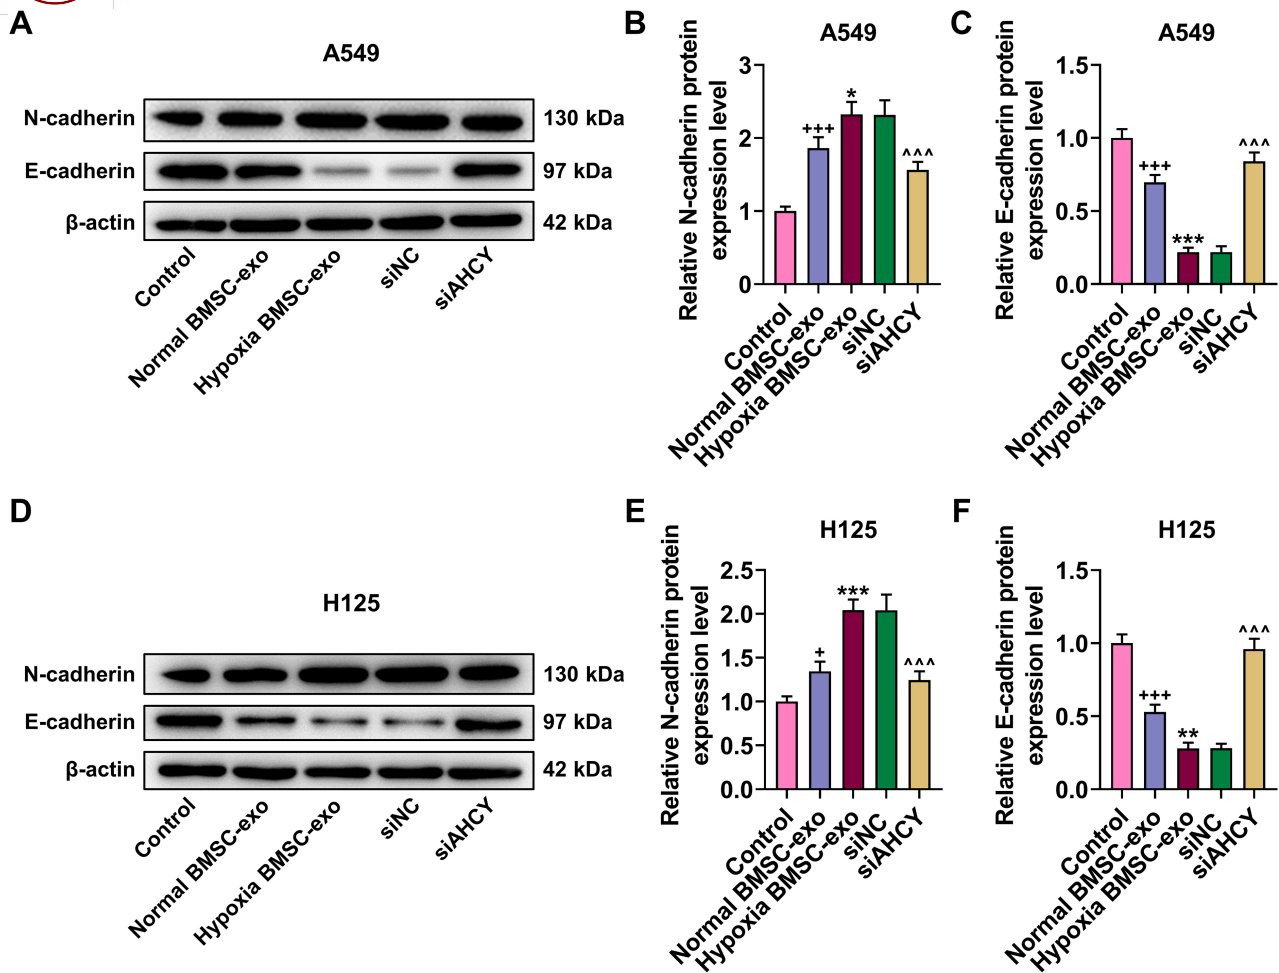 A
A549
N-cadherin
130 kDa
E-cadherin
97 kDa
β-actin
42 kDa
Control
Normal BMSC-exo
Hypoxia BMSC-exo
siNC
siAHCY
B
A549
Relative N-cadherin protein
expression level
3
2
1
0
+++
*
^^^
Control
Normal BMSC-exo
Hypoxia BMSC-exo
siNC
siAHCY
C
A549
Relative E-cadherin protein
expression level
1.5
1.0
0.5
0.0
+++
***
^^^
Control
Normal BMSC-exo
Hypoxia BMSC-exo
siNC
siAHCY
D
H125
N-cadherin
130 kDa
E-cadherin
97 kDa
β-actin
42 kDa
Control
Normal BMSC-exo
Hypoxia BMSC-exo
siNC
siAHCY
E
H125
Relative N-cadherin protein
expression level
2.5
2.0
1.5
1.0
0.5
0.0
+
***
^^^
Control
Normal BMSC-exo
Hypoxia BMSC-exo
siNC
siAHCY
F
H125
Relative E-cadherin protein
expression level
1.5
1.0
0.5
0.0
+++
**
^^^
Control
Normal BMSC-exo
Hypoxia BMSC-exo
siNC
siAHCY